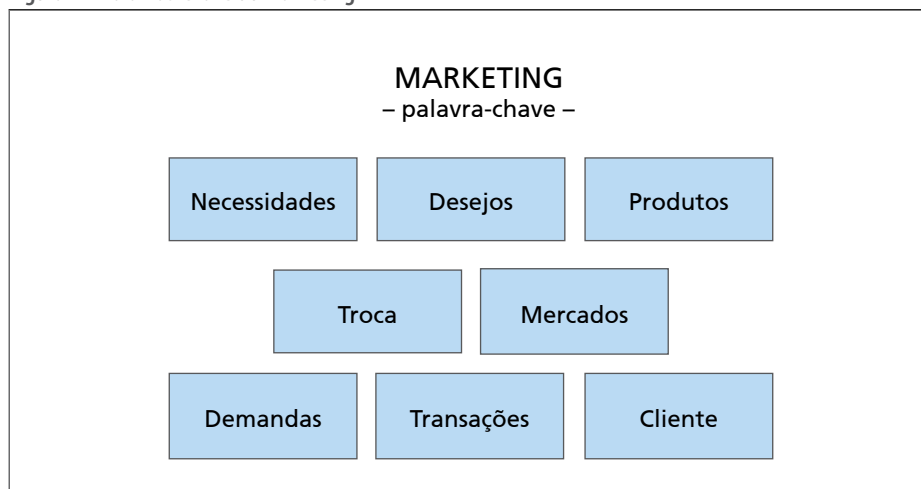 MARKETING
– palavra-chave –
Necessidades Desejos Produtos
Troca Mercados
Demandas Transações Cliente